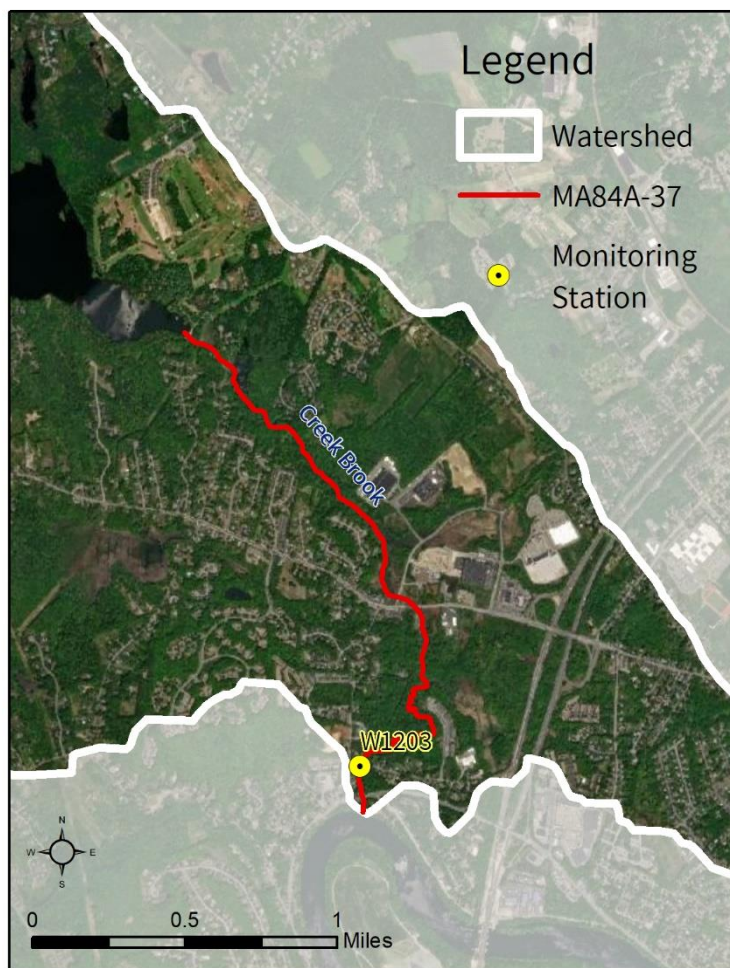 Legend
Watershed
MA84A-37
Monitoring
Station
Creek Brook
W1203
N
W E
S
0 0.5 1
Miles